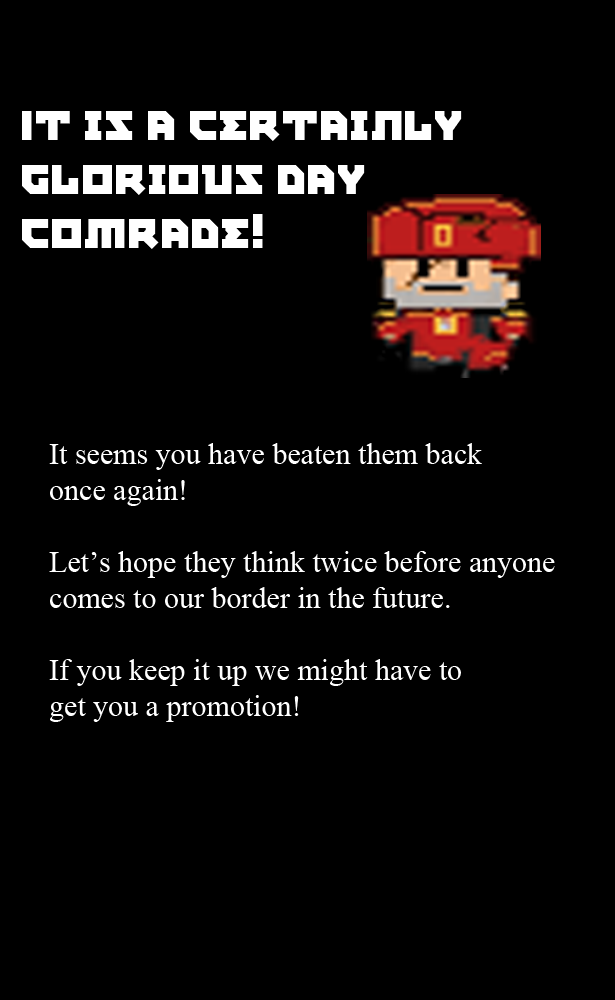 IT IS A CERTAINLY
GLORIOUS DAY
COMRADE!
It seems you have beaten them back
once again!
Let’s hope they think twice before anyone
comes to our border in the future.
If you keep it up we might have to
get you a promotion!